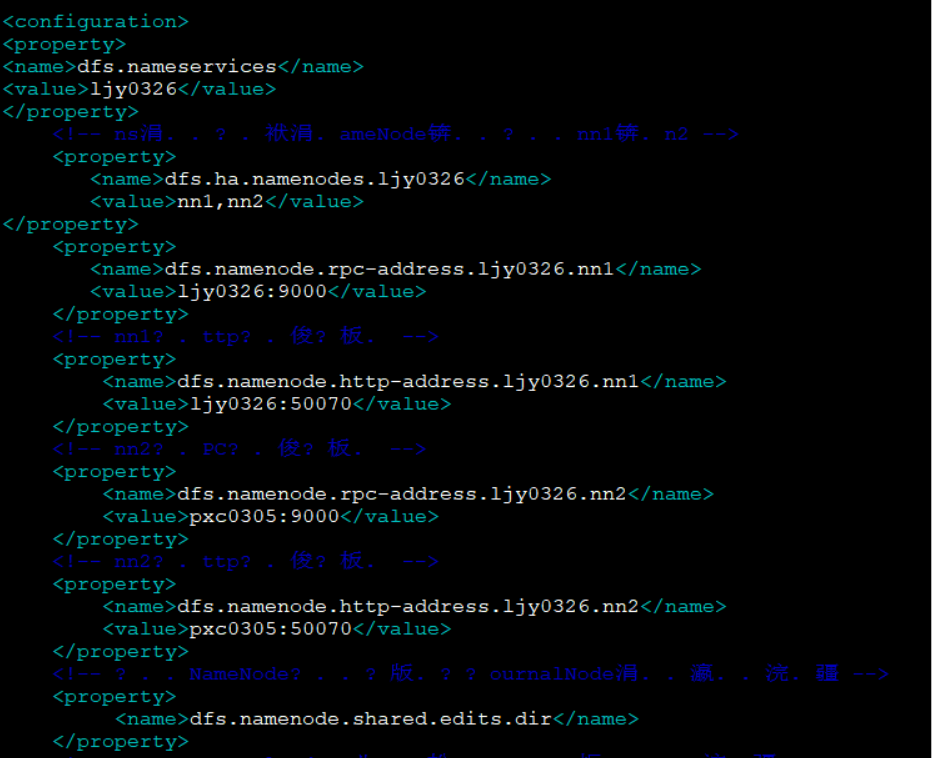 <configuration>
<property>
<name>dfs.nameservices</name>
<value>ljy0326</value>
</property>
<!-- ns涓. . ? . 袱涓. ameNode锛. . ? ... nn1锛. n2 -->
<property>
<name>dfs.ha.namenodes.ljy0326</name>
<value>nn1,nn2</value>
</property>
<property>
<name>dfs.namenode.rpc-address.ljy0326.nn1</name>
<value>ljy0326:9000</value>
</property>
<!-- nn1? . ttp? . 俊? 板. -->
<property>
<name>dfs.namenode.http-address.ljy0326.nn1</name>
<value>ljy0326:50070</value>
</property>
<!-- nn2? . PC? . 俊? 板. -->
<property>
<name>dfs.namenode.rpc-address.ljy0326.nn2</name>
<value>pxc0305:9000</value>
</property>
<!-- nn2? . ttp? . 俊? 板. -->
<property>
<name>dfs.namenode.http-address.ljy0326.nn2</name>
<value>pxc0305:50070</value>
</property>
<!-- ? . . NameNode? . . ? 版. ? ? ournalNode涓. . 瀛. . 浣. 疆 -->
<property>
<name>dfs.namenode.shared.edits.dir</name>
</property>